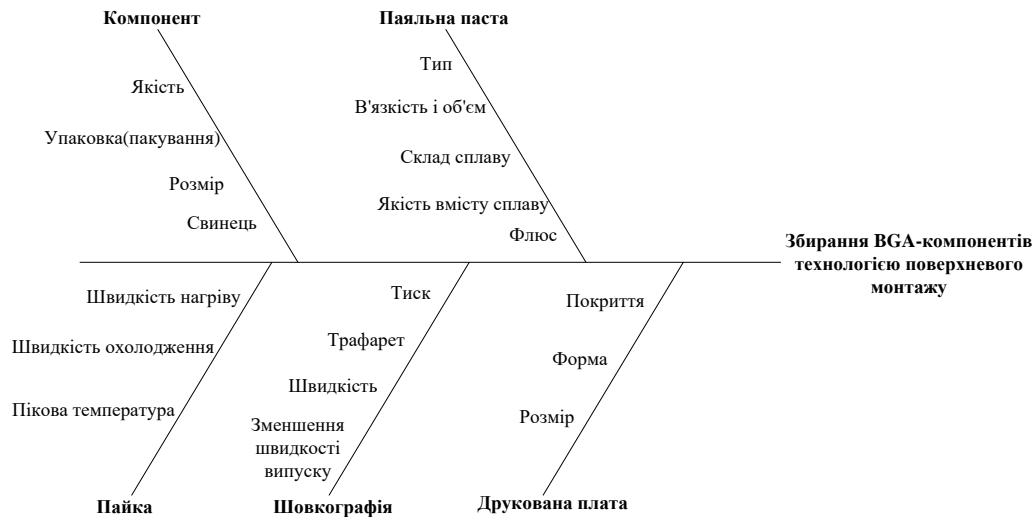 Компонент
Паяльна паста
Якість
Упаковка(пакування)
Розмір
Свинець
Тип
В'язкість і об'єм
Склад сплаву
Якість вмісту сплаву
Флюс
Збирання BGA-компонентів
технологією поверхневого
монтажу
Швидкість нагріву
Швидкість охолодження
Пікова температура
Тиск
Трафарет
Швидкість
Зменшення
швидкості
випуску
Покриття
Форма
Розмір
Пайка
Шовкографія
Друкована плата